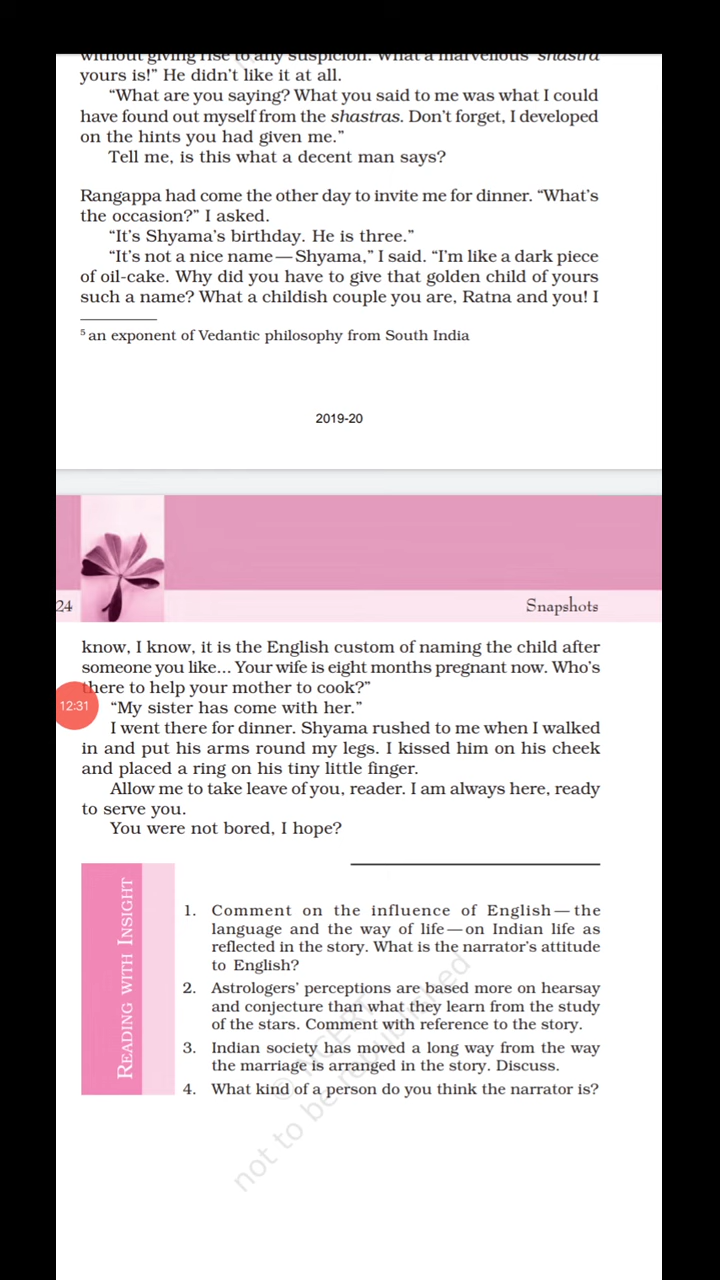 without giving rise to any suspicion. What a marvellous shastra
yours is!” He didn’t like it at all.
“What are you saying? What you said to me was what I could
have found out myself from the shastras. Don’t forget, I developed
on the hints you had given me.”
Tell me, is this what a decent man says?
Rangappa had come the other day to invite me for dinner. “What’s
the occasion?” I asked.
“It’s Shyama’s birthday. He is three.”
“It’s not a nice name — Shyama,” I said. “I’m like a dark piece
of oil-cake. Why did you have to give that golden child of yours
such a name? What a childish couple you are, Ratna and you! I
5 an exponent of Vedantic philosophy from South India
2019-20
24
Snapshots
know, I know, it is the English custom of naming the child after
someone you like... Your wife is eight months pregnant now. Who’s
there to help your mother to cook?”
12:31
“My sister has come with her.”
I went there for dinner. Shyama rushed to me when I walked
in and put his arms round my legs. I kissed him on his cheek
and placed a ring on his tiny little finger.
Allow me to take leave of you, reader. I am always here, ready
to serve you.
You were not bored, I hope?
READING WITH INSIGHT
1. Comment on the influence of English — the
language and the way of life — on Indian life as
reflected in the story. What is the narrator’s attitude
to English?
2. Astrologers’ perceptions are based more on hearsay
and conjecture than what they learn from the study
of the stars. Comment with reference to the story.
3. Indian society has moved a long way from the way
the marriage is arranged in the story. Discuss.
4. What kind of a person do you think the narrator is?
© NCERT
not to be republished